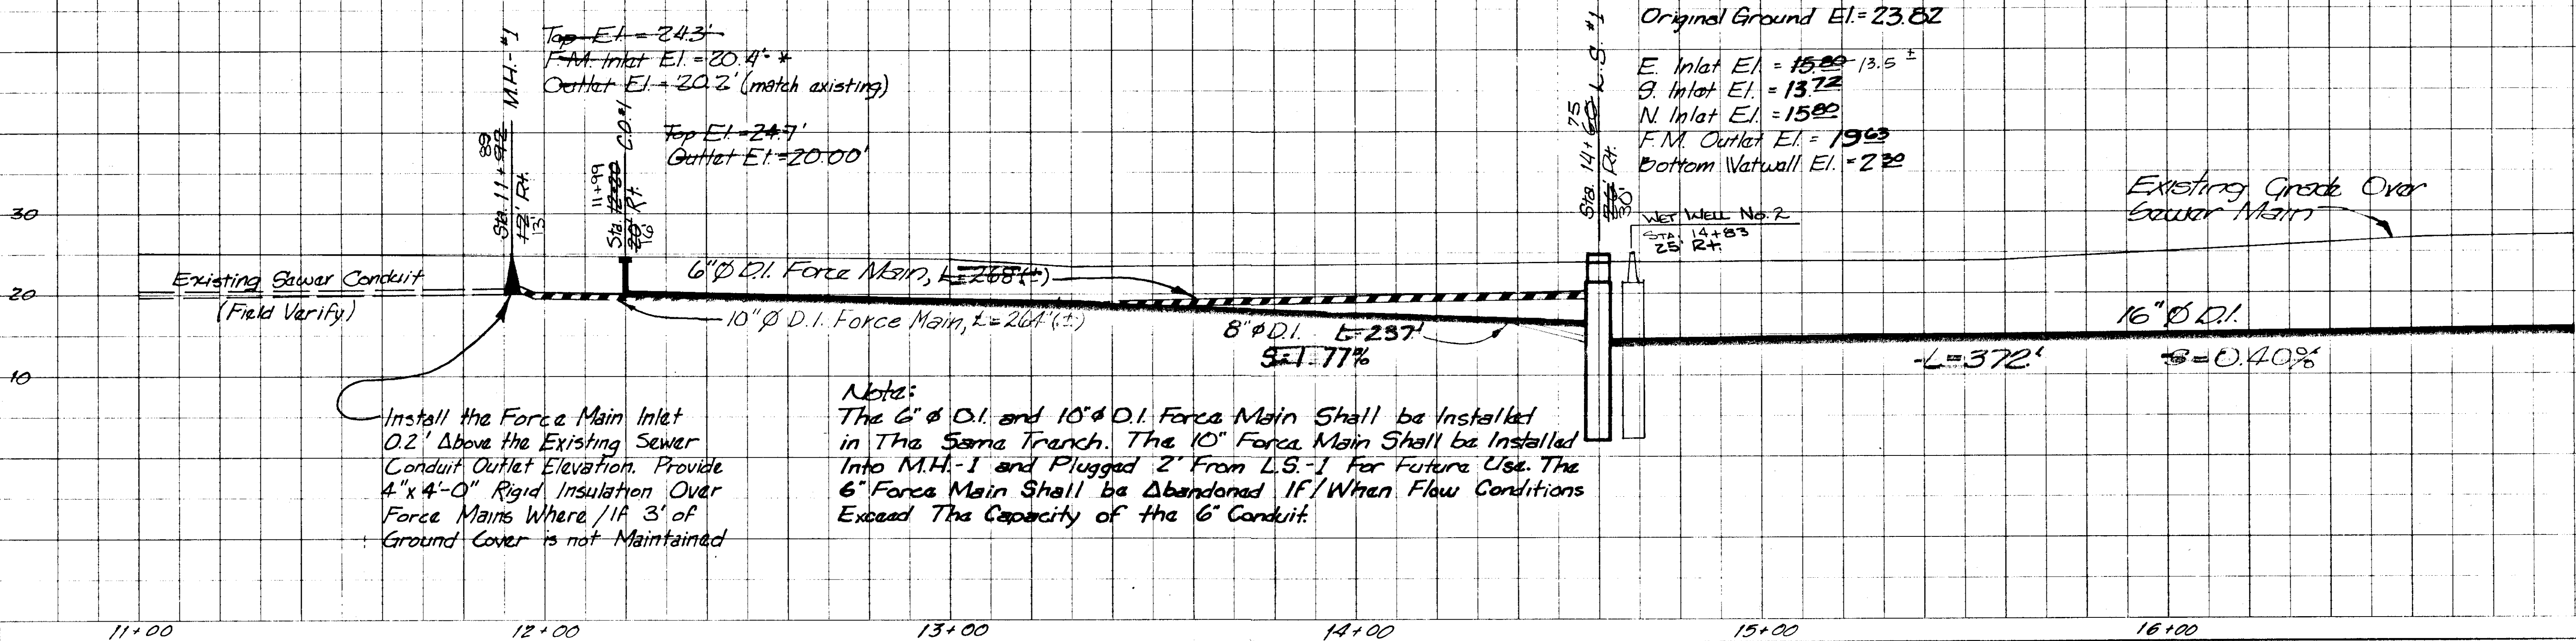 Top El. = 24.3'
F.M. Inlet El. = 20.4' *
Outlet El. = 20.2' (match existing)
Sta. 11+92 89 M.H.-#1
12' Rt.
13'
Top El. = 24.7'
Outlet El. = 20.00'
11+99
Sta. 12+20 C.O.#1
20' Rt.
16'
Original Ground El. = 23.82
E. Inlet El. = 15.80 13.5 ±
S. Inlet El. = 13.72
N. Inlet El. = 15.80
F.M. Outlet El. = 19.63
Bottom Wetwell El. = 2.30
75
Sta. 14+60 L.S. #1
Rt.
30'
WET WELL No. 2
STA. 14+83
25' Rt.
Existing Grade Over
Sewer Main
30
20
10
Existing Sewer Conduit
(Field Verify)
6"Ø D.I. Force Main, L=268'(±)
10"Ø D.I. Force Main, L=264'(±)
8"Ø D.I. L=237'
S=1.77%
16"Ø D.I.
L=372' S=0.40%
Install the Force Main Inlet
0.2' Above the Existing Sewer
Conduit Outlet Elevation. Provide
4"x 4'-0" Rigid Insulation Over
Force Mains Where/If 3' of
Ground Cover is not Maintained
Note:
The 6"Ø D.I. and 10"Ø D.I. Force Main Shall be Installed
in The Same Trench. The 10" Force Main Shall be Installed
Into M.H.-1 and Plugged 2' From L.S.-1 For Future Use. The
6" Force Main Shall be Abandoned If/When Flow Conditions
Exceed The Capacity of the 6" Conduit.
11+00 12+00 13+00 14+00 15+00 16+00